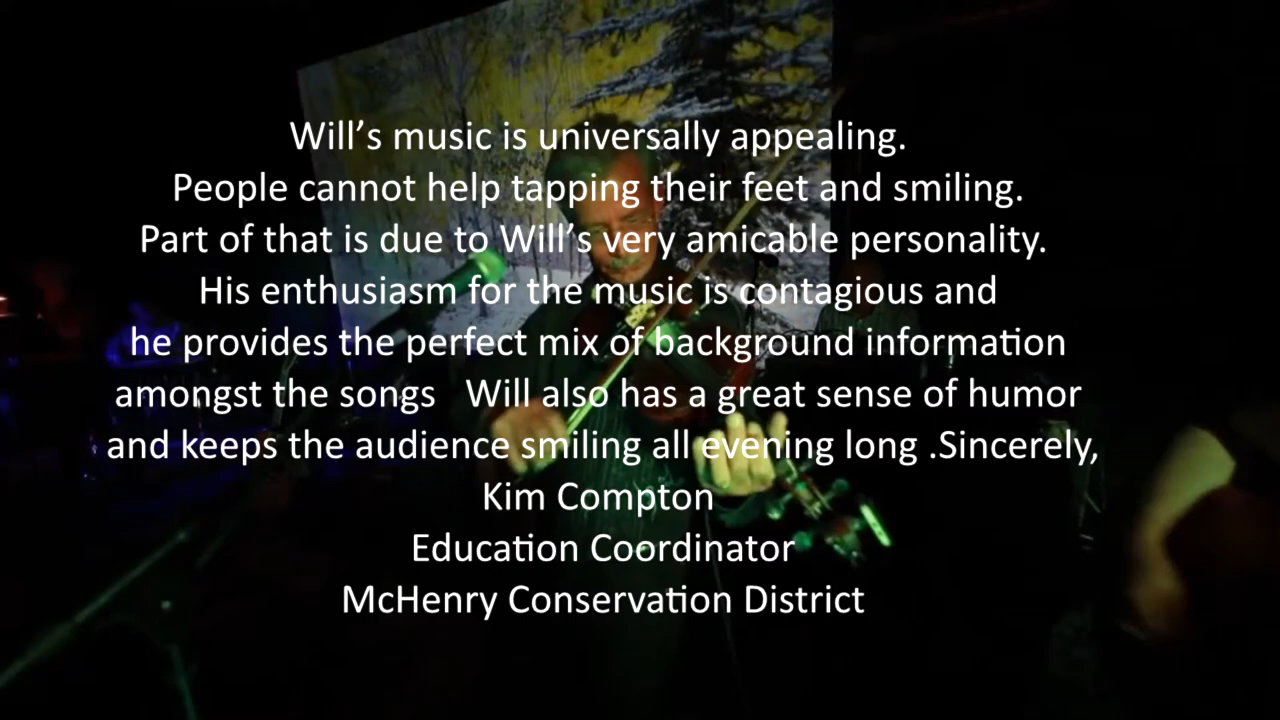 Will’s music is universally appealing.
People cannot help tapping their feet and smiling.
Part of that is due to Will’s very amicable personality.
His enthusiasm for the music is contagious and
he provides the perfect mix of background information
amongst the songs   Will also has a great sense of humor
and keeps the audience smiling all evening long .Sincerely,
Kim Compton
Education Coordinator
McHenry Conservation District